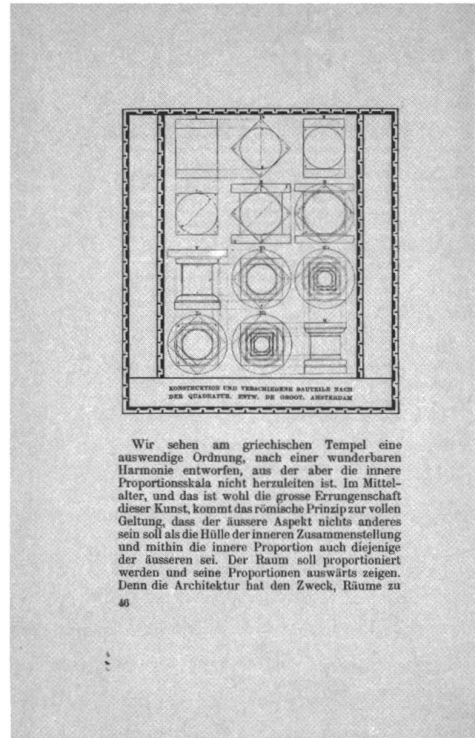 KONSTRUKTION UND VERSCHIEDENE BAUTEILE NACH
DER QUADRATUR. ENTW. DE GROOT, AMSTERDAM
Wir sehen am griechischen Tempel eine
auswendige Ordnung, nach einer wunderbaren
Harmonie entworfen, aus der aber die innere
Proportionsskala nicht herzuleiten ist. Im Mittel-
alter, und das ist wohl die grosse Errungenschaft
dieser Kunst, kommt das römische Prinzip zur vollen
Geltung, dass der äussere Aspekt nichts anderes
sein soll als die Hülle der inneren Zusammenstellung
und mithin die innere Proportion auch diejenige
der äusseren sei. Der Raum soll proportioniert
werden und seine Proportionen auswärts zeigen.
Denn die Architektur hat den Zweck, Räume zu
46